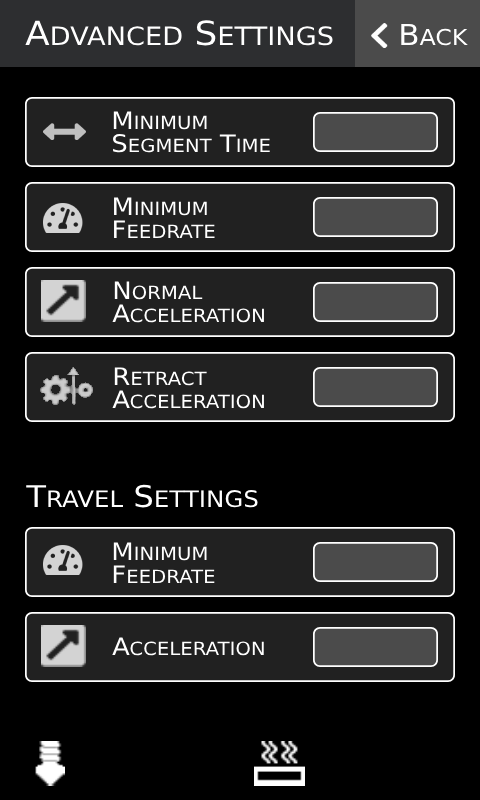 Advanced Settings
Back
Minimum
Segment Time
Minimum
Feedrate
Normal
Acceleration
Retract
Acceleration
Travel Settings
Minimum
Feedrate
Acceleration